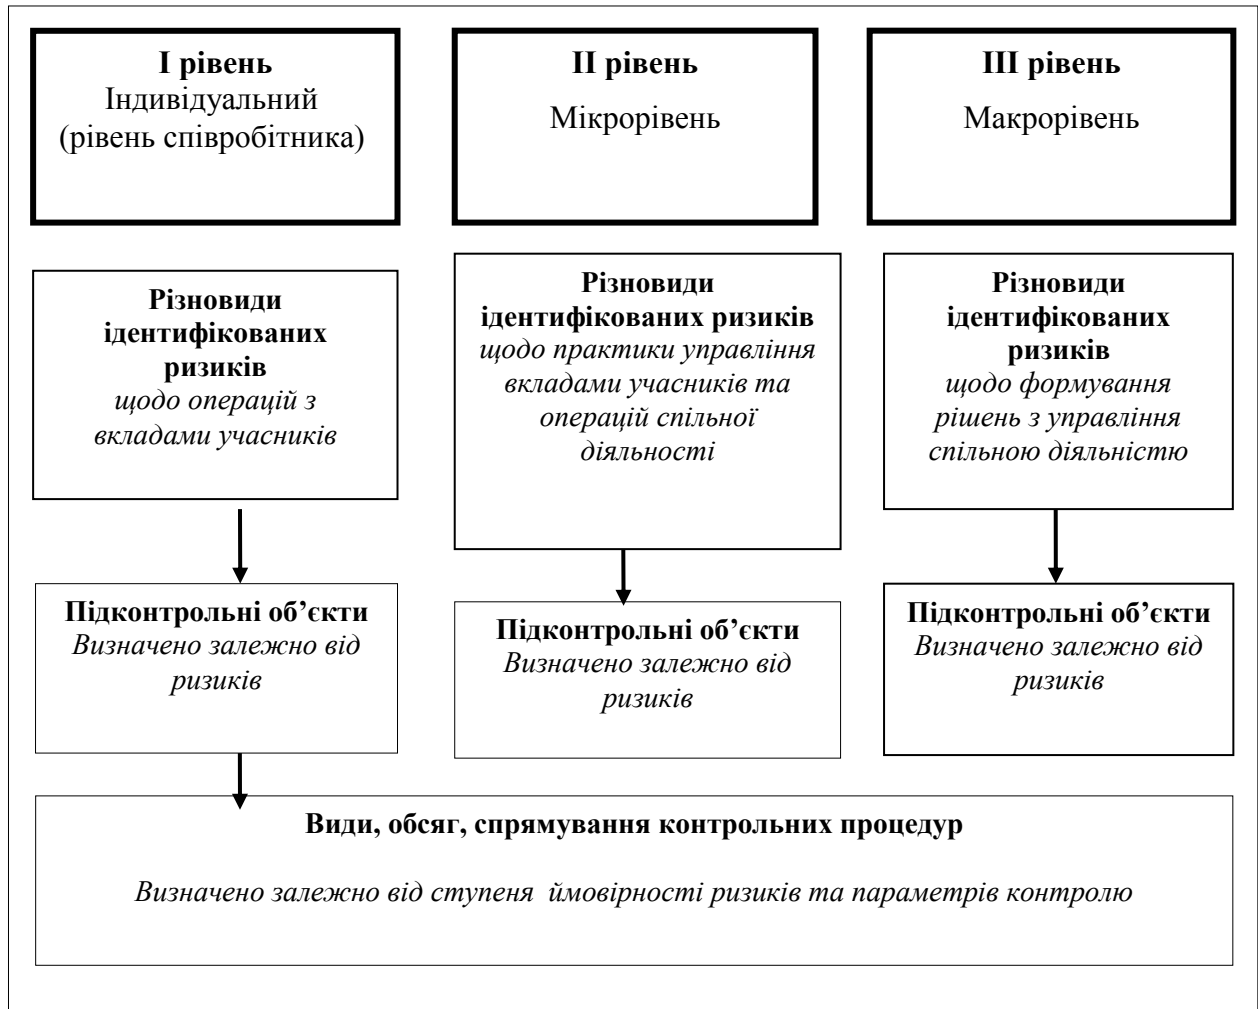 І рівень
Індивідуальний
(рівень співробітника)
ІІ рівень
Мікрорівень
ІІІ рівень
Макрорівень
Різновиди
ідентифікованих
ризиків
щодо операцій з
вкладами учасників
Різновиди
ідентифікованих ризиків
щодо практики управління
вкладами учасників та
операцій спільної
діяльності
Різновиди
ідентифікованих
ризиків
щодо формування
рішень з управління
спільною діяльністю
Підконтрольні об’єкти
Визначено залежно від
ризиків
Підконтрольні об’єкти
Визначено залежно від
ризиків
Підконтрольні об’єкти
Визначено залежно від
ризиків
Види, обсяг, спрямування контрольних процедур
Визначено залежно від ступеня  ймовірності ризиків та параметрів контролю